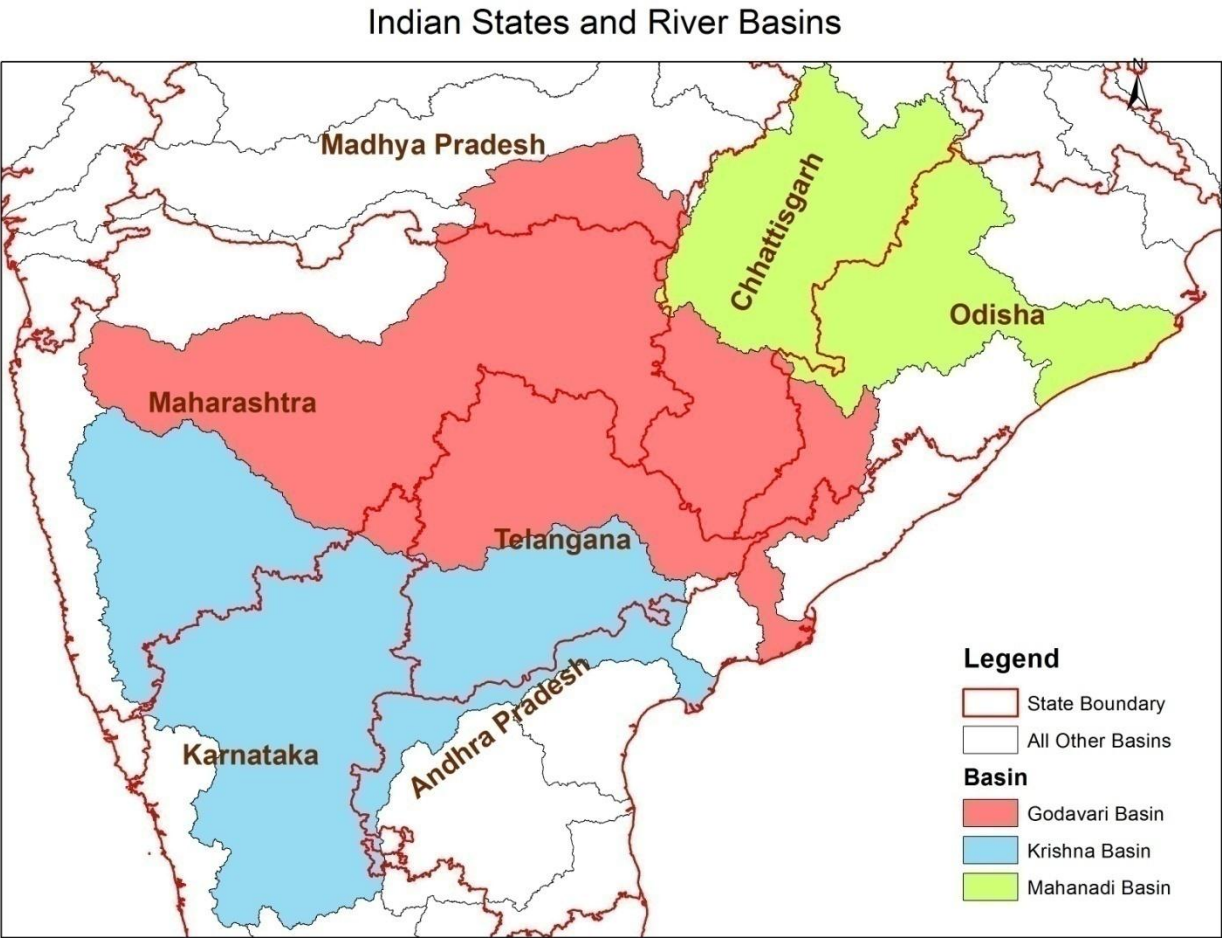 Indian States and River Basins
N
Madhya Pradesh
Chhattisgarh
Odisha
Maharashtra
Telangana
Andhra Pradesh
Karnataka
Legend
State Boundary
All Other Basins
Basin
Godavari Basin
Krishna Basin
Mahanadi Basin